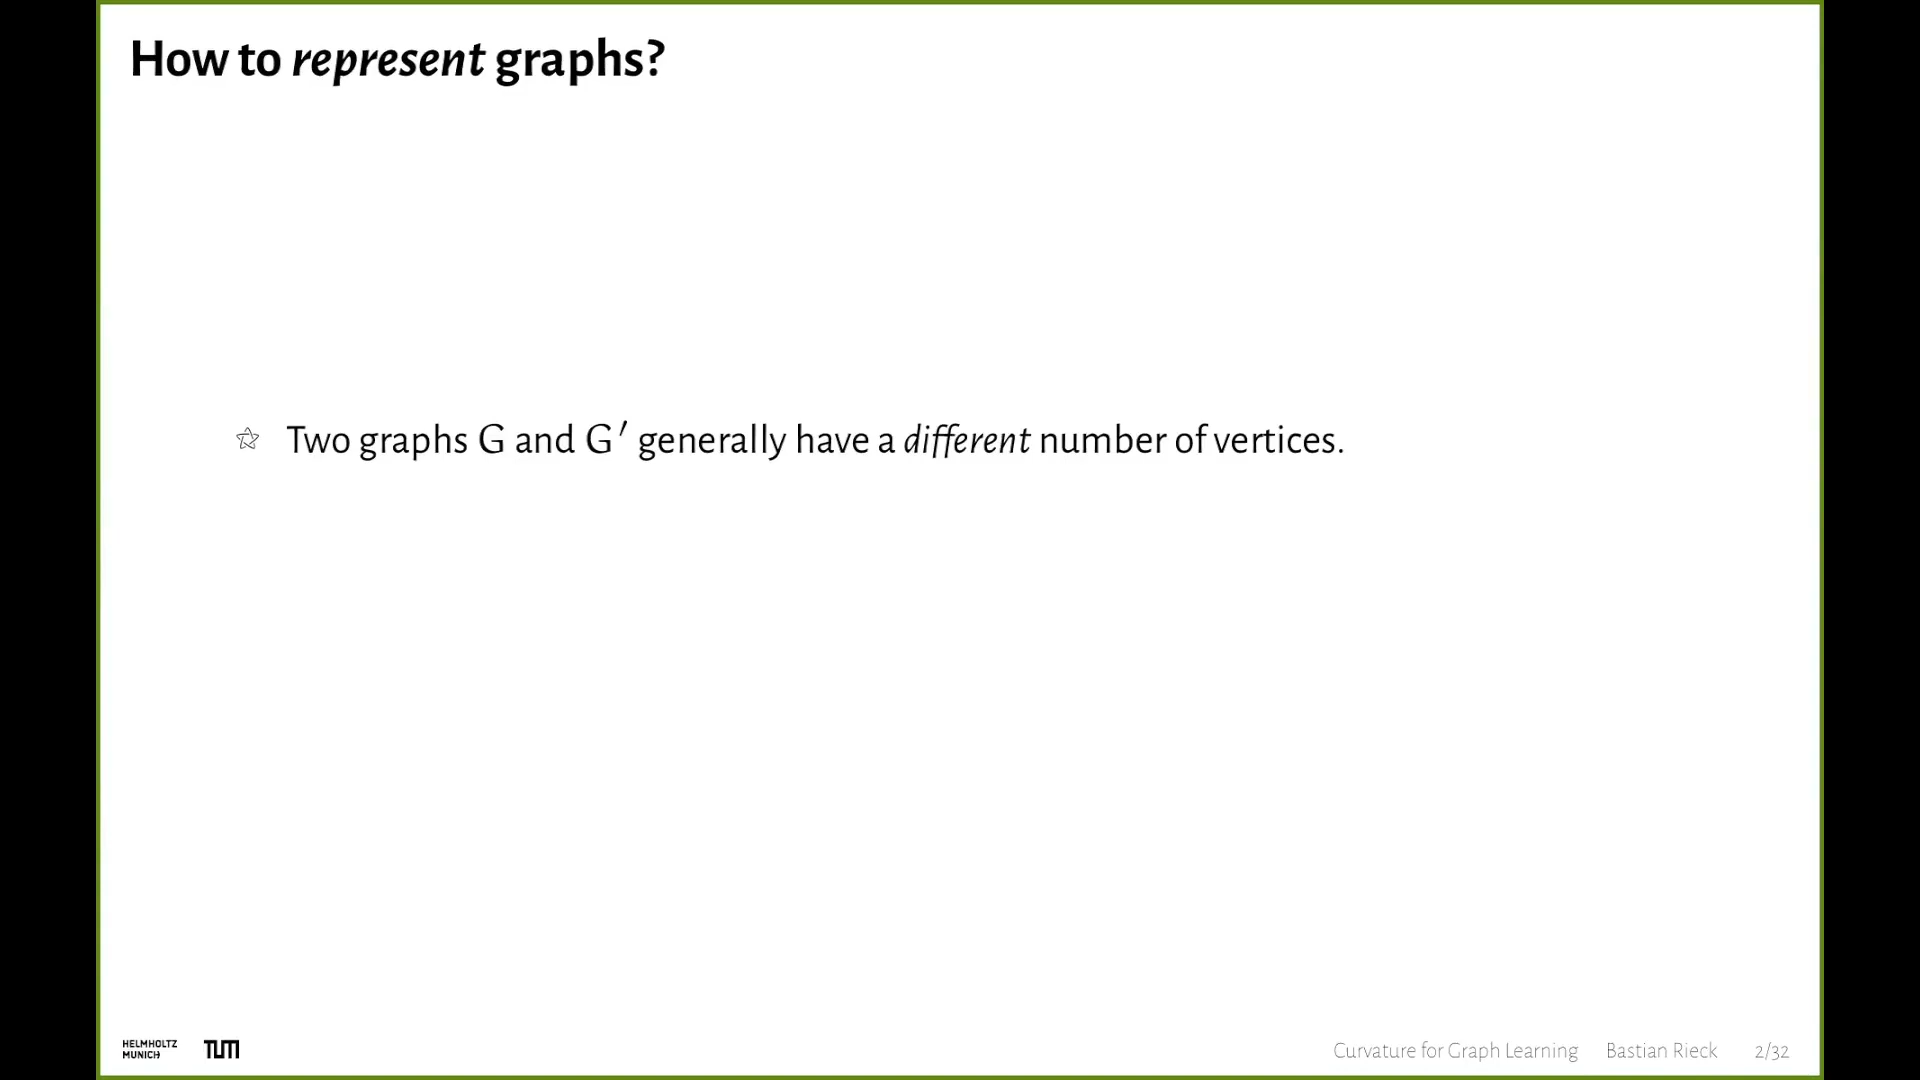 How to represent graphs?
☆ Two graphs G and G′ generally have a different number of vertices.
HELMHOLTZ
MUNICH
TUM
Curvature for Graph Learning Bastian Rieck 2/32